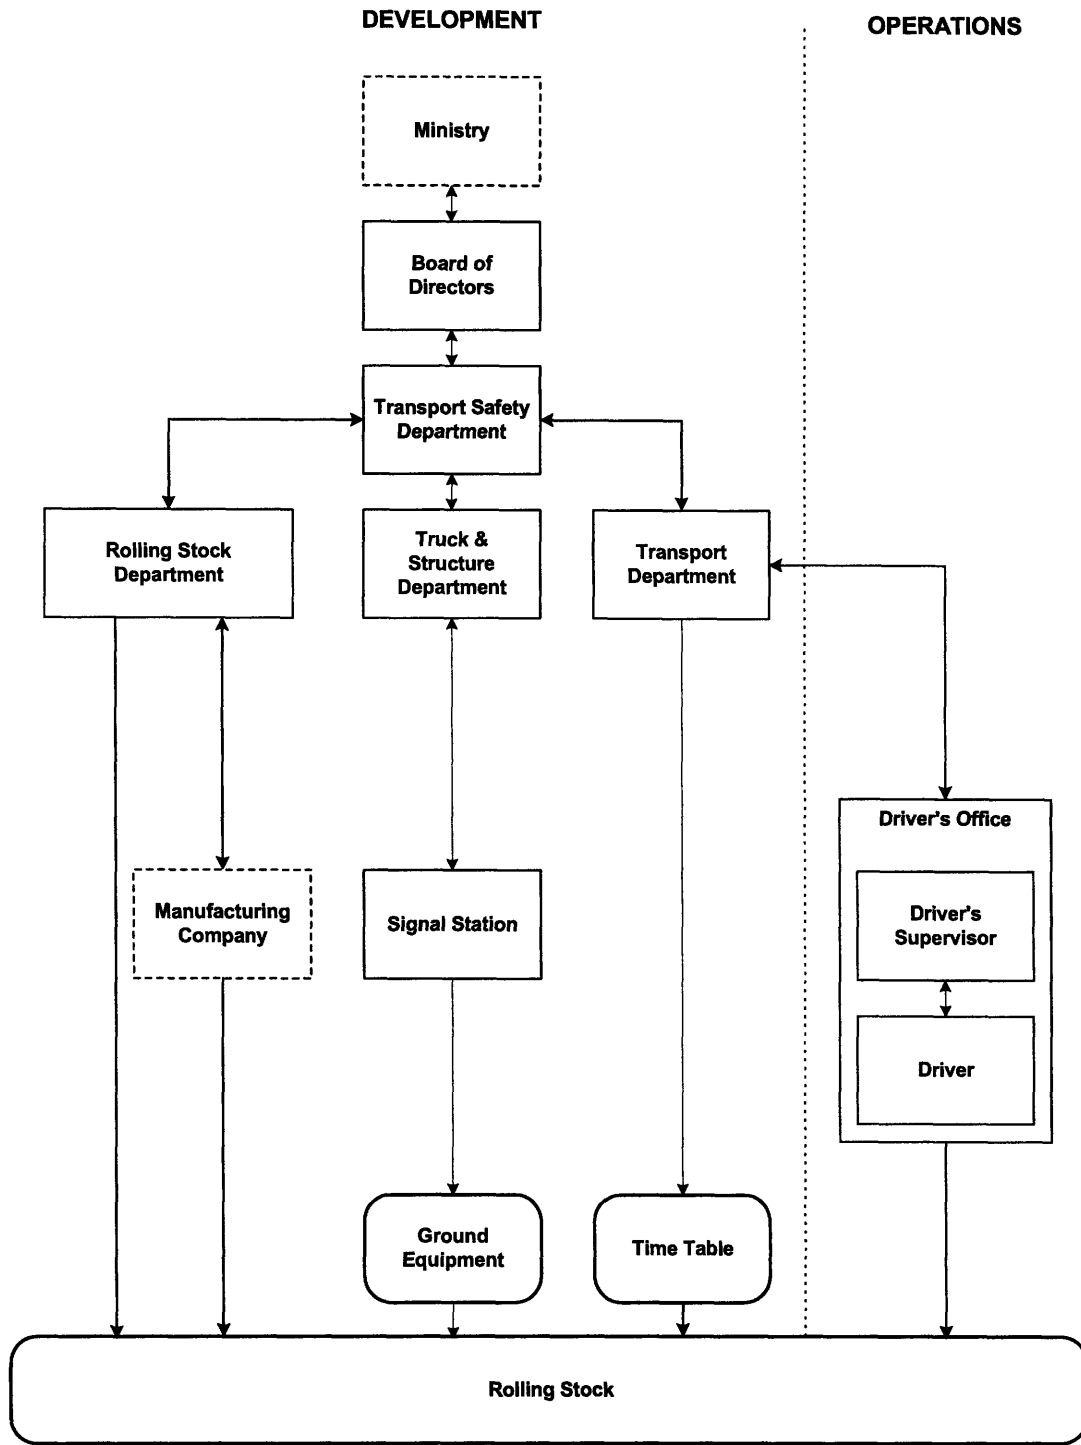 DEVELOPMENT
OPERATIONS
Ministry
Board of
Directors
Transport Safety
Department
Rolling Stock
Department
Truck &
Structure
Department
Transport
Department
Driver's Office
Manufacturing
Company
Signal Station
Driver's
Supervisor
Driver
Ground
Equipment
Time Table
Rolling Stock